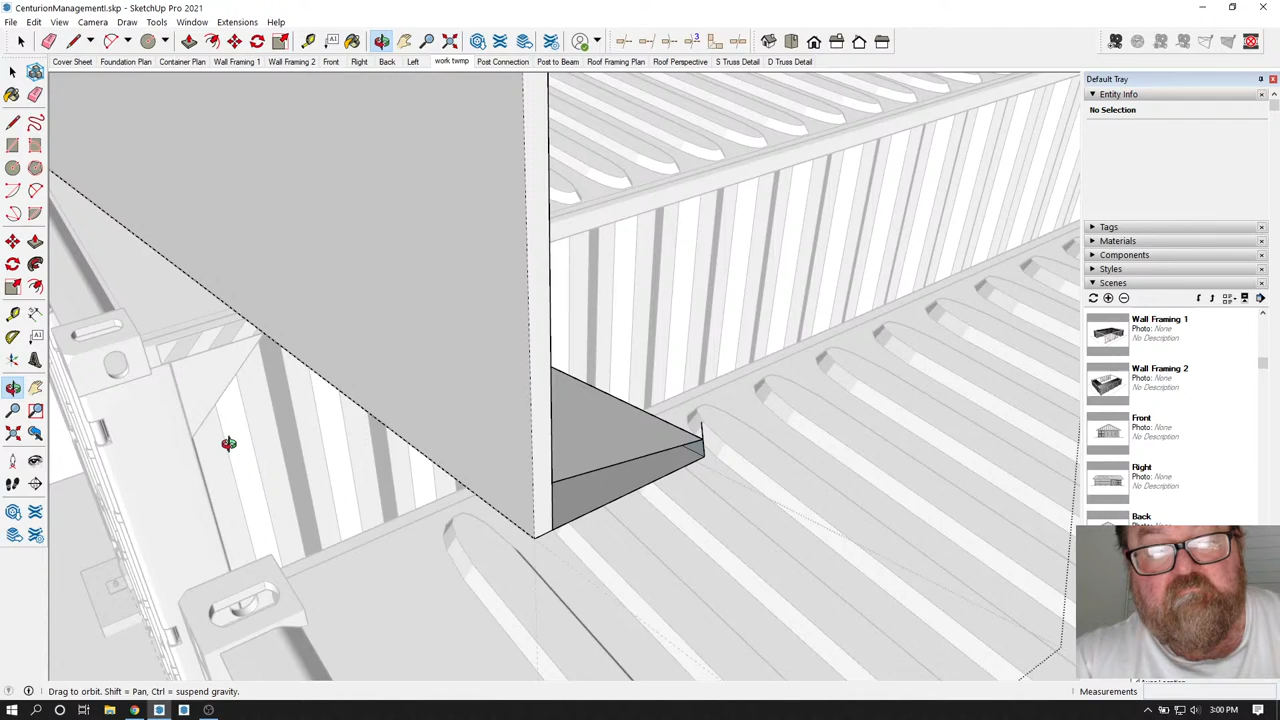 CenturionManagementI.skp - SketchUp Pro 2021
File Edit View Camera Draw Tools Window Extensions Help
Cover Sheet Foundation Plan Container Plan Wall Framing 1 Wall Framing 2 Front Right Back Left work twmp Post Connection Post to Beam Roof Framing Plan Roof Perspective S Truss Detail D Truss Detail
Default Tray
Entity Info
No Selection
Tags
Materials
Components
Styles
Scenes
Wall Framing 1
Photo: None
No Description
Wall Framing 2
Photo: None
No Description
Front
Photo: None
No Description
Right
Photo: None
No Description
Back
Drag to orbit. Shift = Pan, Ctrl = suspend gravity.
Measurements
3:00 PM